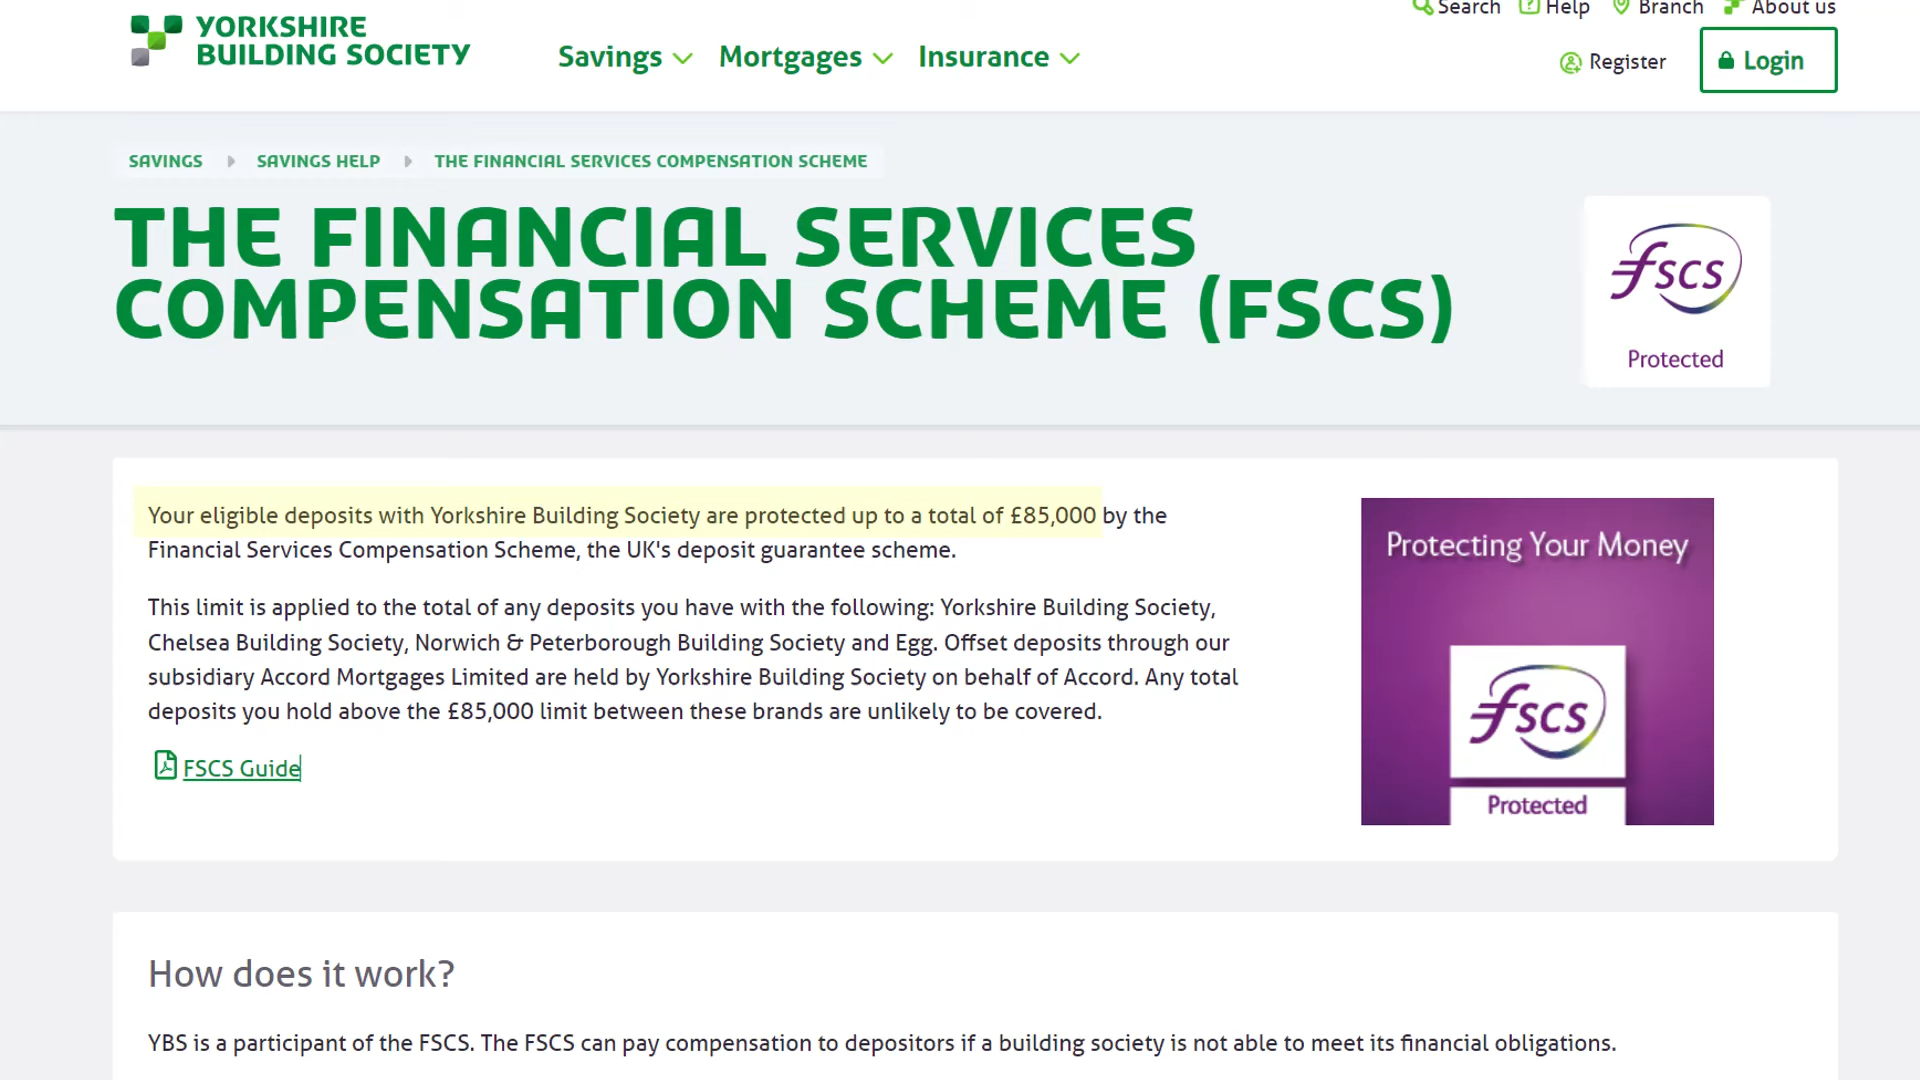 YORKSHIRE
BUILDING SOCIETY
Savings
Mortgages
Insurance
Search
Help
Branch
About us
Register
Login
SAVINGS
SAVINGS HELP
THE FINANCIAL SERVICES COMPENSATION SCHEME
THE FINANCIAL SERVICES
COMPENSATION SCHEME (FSCS)
fscs
Protected
Your eligible deposits with Yorkshire Building Society are protected up to a total of £85,000 by the
Financial Services Compensation Scheme, the UK's deposit guarantee scheme.
This limit is applied to the total of any deposits you have with the following: Yorkshire Building Society,
Chelsea Building Society, Norwich & Peterborough Building Society and Egg. Offset deposits through our
subsidiary Accord Mortgages Limited are held by Yorkshire Building Society on behalf of Accord. Any total
deposits you hold above the £85,000 limit between these brands are unlikely to be covered.
FSCS Guide
Protecting Your Money
fscs
Protected
How does it work?
YBS is a participant of the FSCS. The FSCS can pay compensation to depositors if a building society is not able to meet its financial obligations.